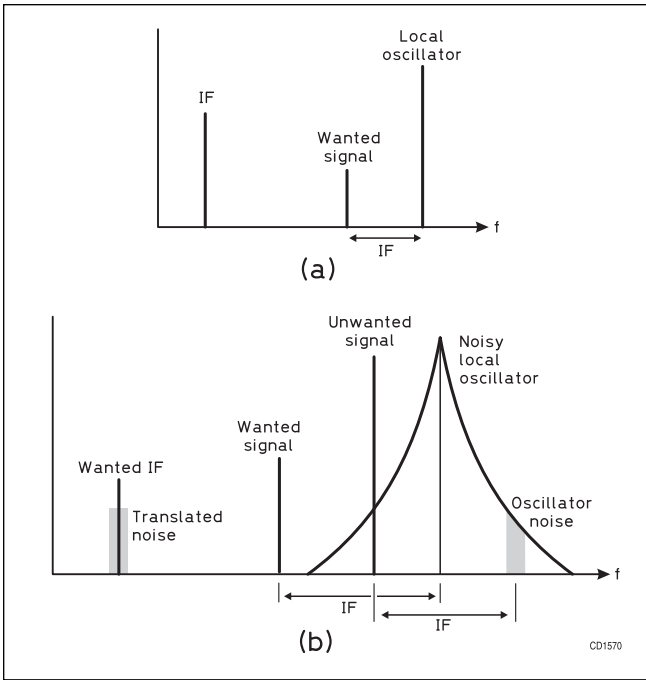 Local
oscillator
IF
Wanted
signal
f
IF
(a)
Unwanted
signal
Noisy
local
oscillator
Wanted
signal
Wanted IF
Translated
noise
Oscillator
noise
f
IF
IF
(b)
CD1570